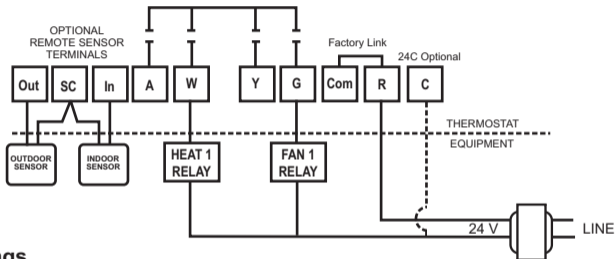 OPTIONAL
REMOTE SENSOR
TERMINALS
Factory Link
24C Optional
Out SC In A W Y G Com R C
THERMOSTAT
EQUIPMENT
OUTDOOR
SENSOR
INDOOR
SENSOR
HEAT 1
RELAY
FAN 1
RELAY
24 V
LINE